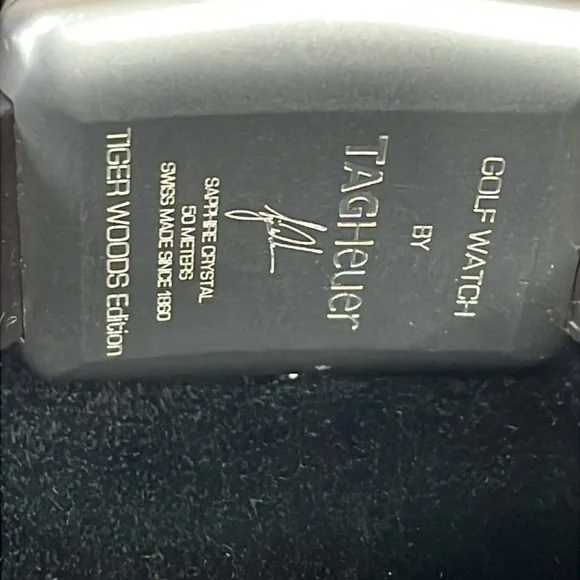 GOLF WATCH
BY
TAGHeuer
SAPPHIRE CRYSTAL
50 METERS
SWISS MADE SINCE 1860
TIGER WOODS Edition